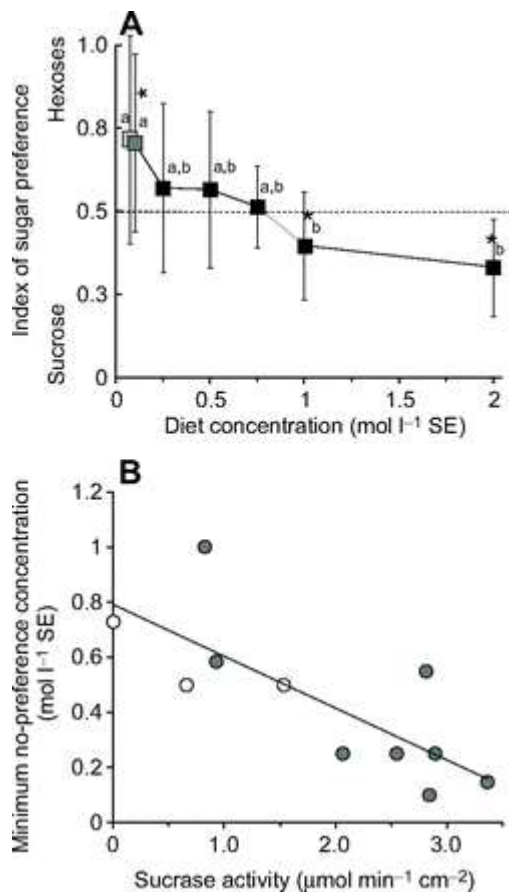 A
Hexoses
Index of sugar preference
Sucrose
1.0
0.8
0.5
0.3
0
a
*
a
a,b
a,b
a,b
*
b
*
b
0
0.5
1
1.5
2
Diet concentration (mol l⁻¹ SE)
B
Minimum no-preference concentration
(mol l⁻¹ SE)
1.2
1
0.8
0.6
0.4
0.2
0
0
1.0
2.0
3.0
Sucrase activity (μmol min⁻¹ cm⁻²)